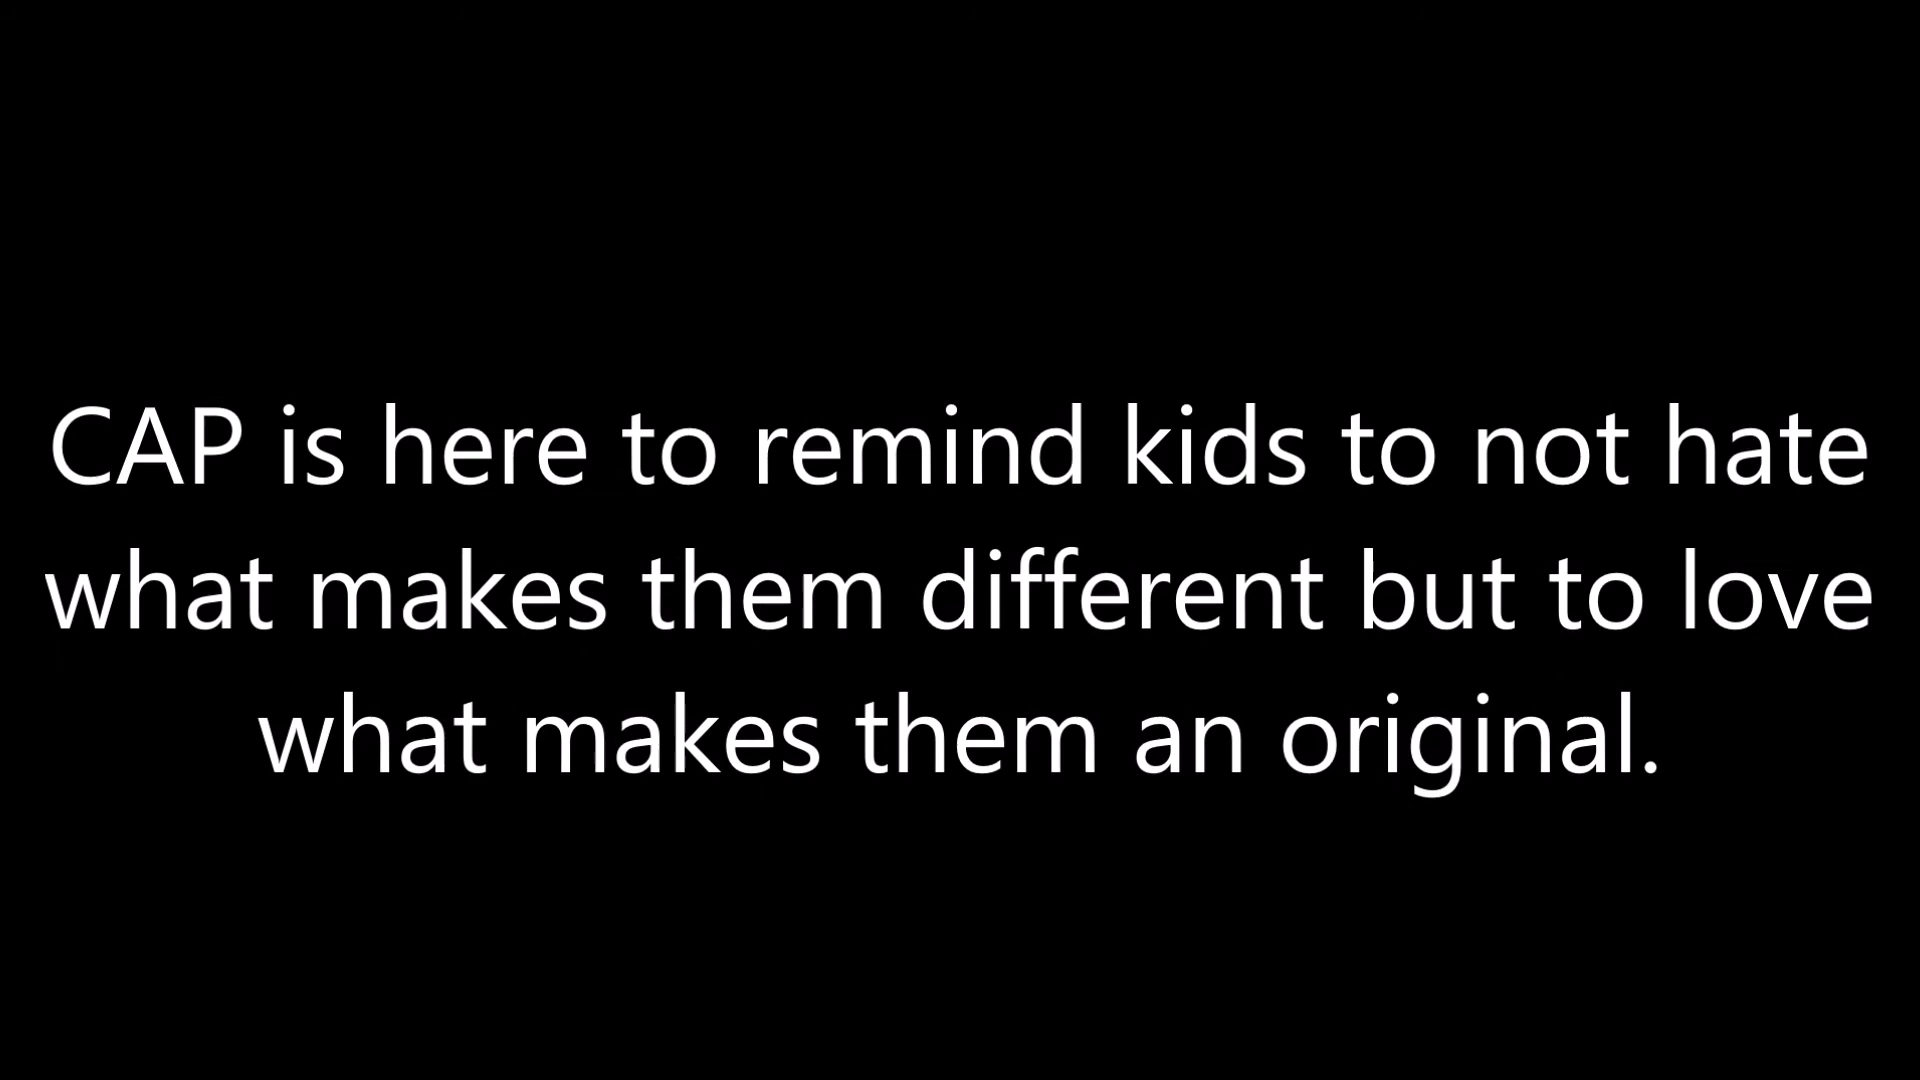 CAP is here to remind kids to not hate
what makes them different but to love
what makes them an original.